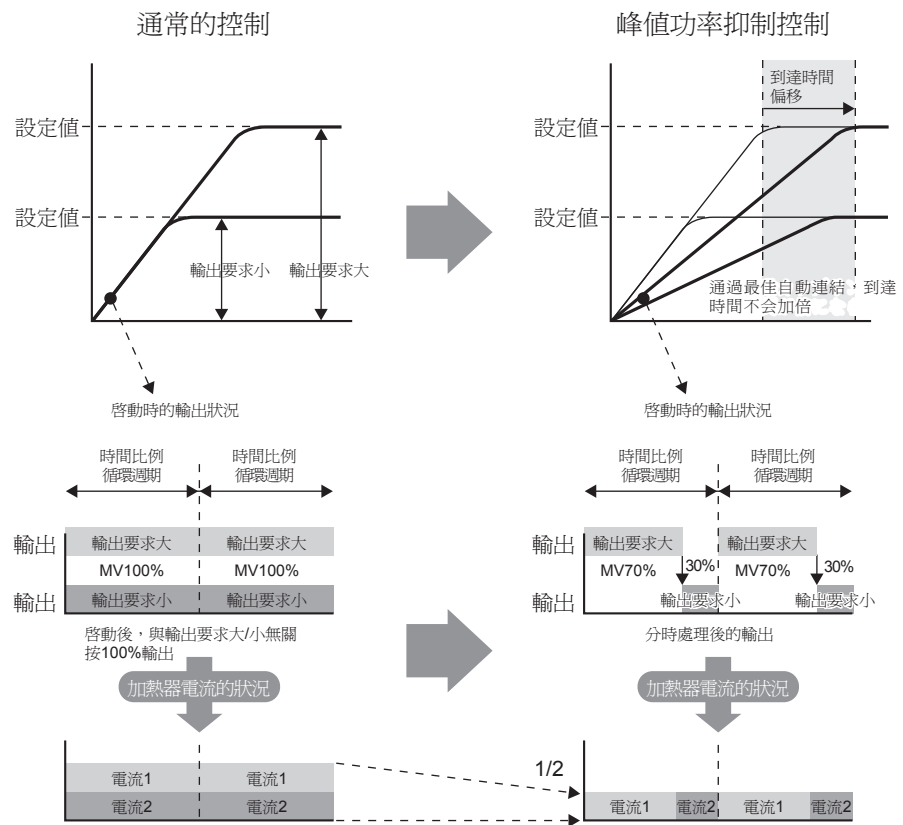 通常的控制
峰值功率抑制控制
設定值
設定值
輸出要求小
輸出要求大
啓動時的輸出狀況
到達時間
偏移
設定值
設定值
通過最佳自動連結，到達
時間不会加倍
啓動時的輸出狀況
時間比例
循環週期
時間比例
循環週期
輸出
輸出要求大
輸出要求大
MV100%
MV100%
輸出
輸出要求小
輸出要求小
啓動後，與輸出要求大/小無關
按100%輸出
時間比例
循環週期
時間比例
循環週期
輸出
輸出要求大
輸出要求大
MV70%
30%
MV70%
30%
輸出
輸出要求小
輸出要求小
分時處理後的輸出
加熱器電流的狀況
加熱器電流的狀況
電流1
電流1
電流2
電流2
1/2
電流1
電流2
電流1
電流2